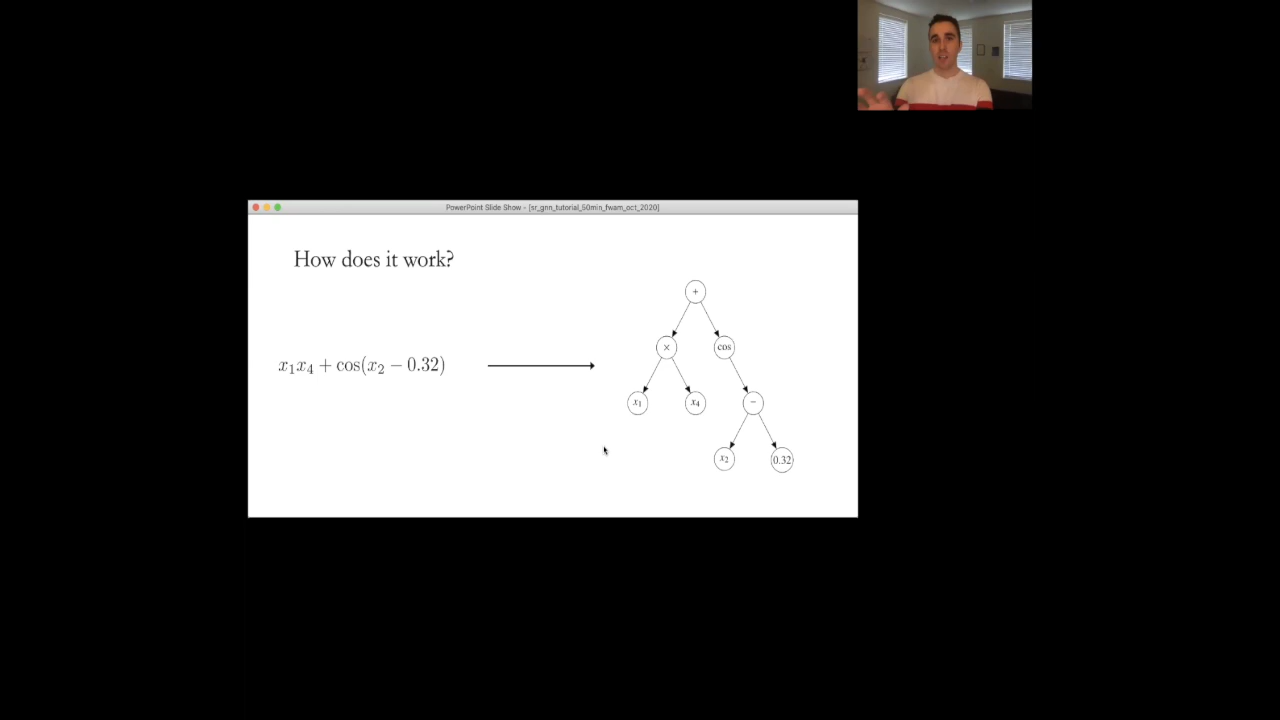 PowerPoint Slide Show - [sr_gnn_tutorial_50min_fwam_oct_2020]
How does it work?
+
× cos
x₁x₄ + cos(x₂ − 0.32)
x₁ x₄ −
x₂ 0.32